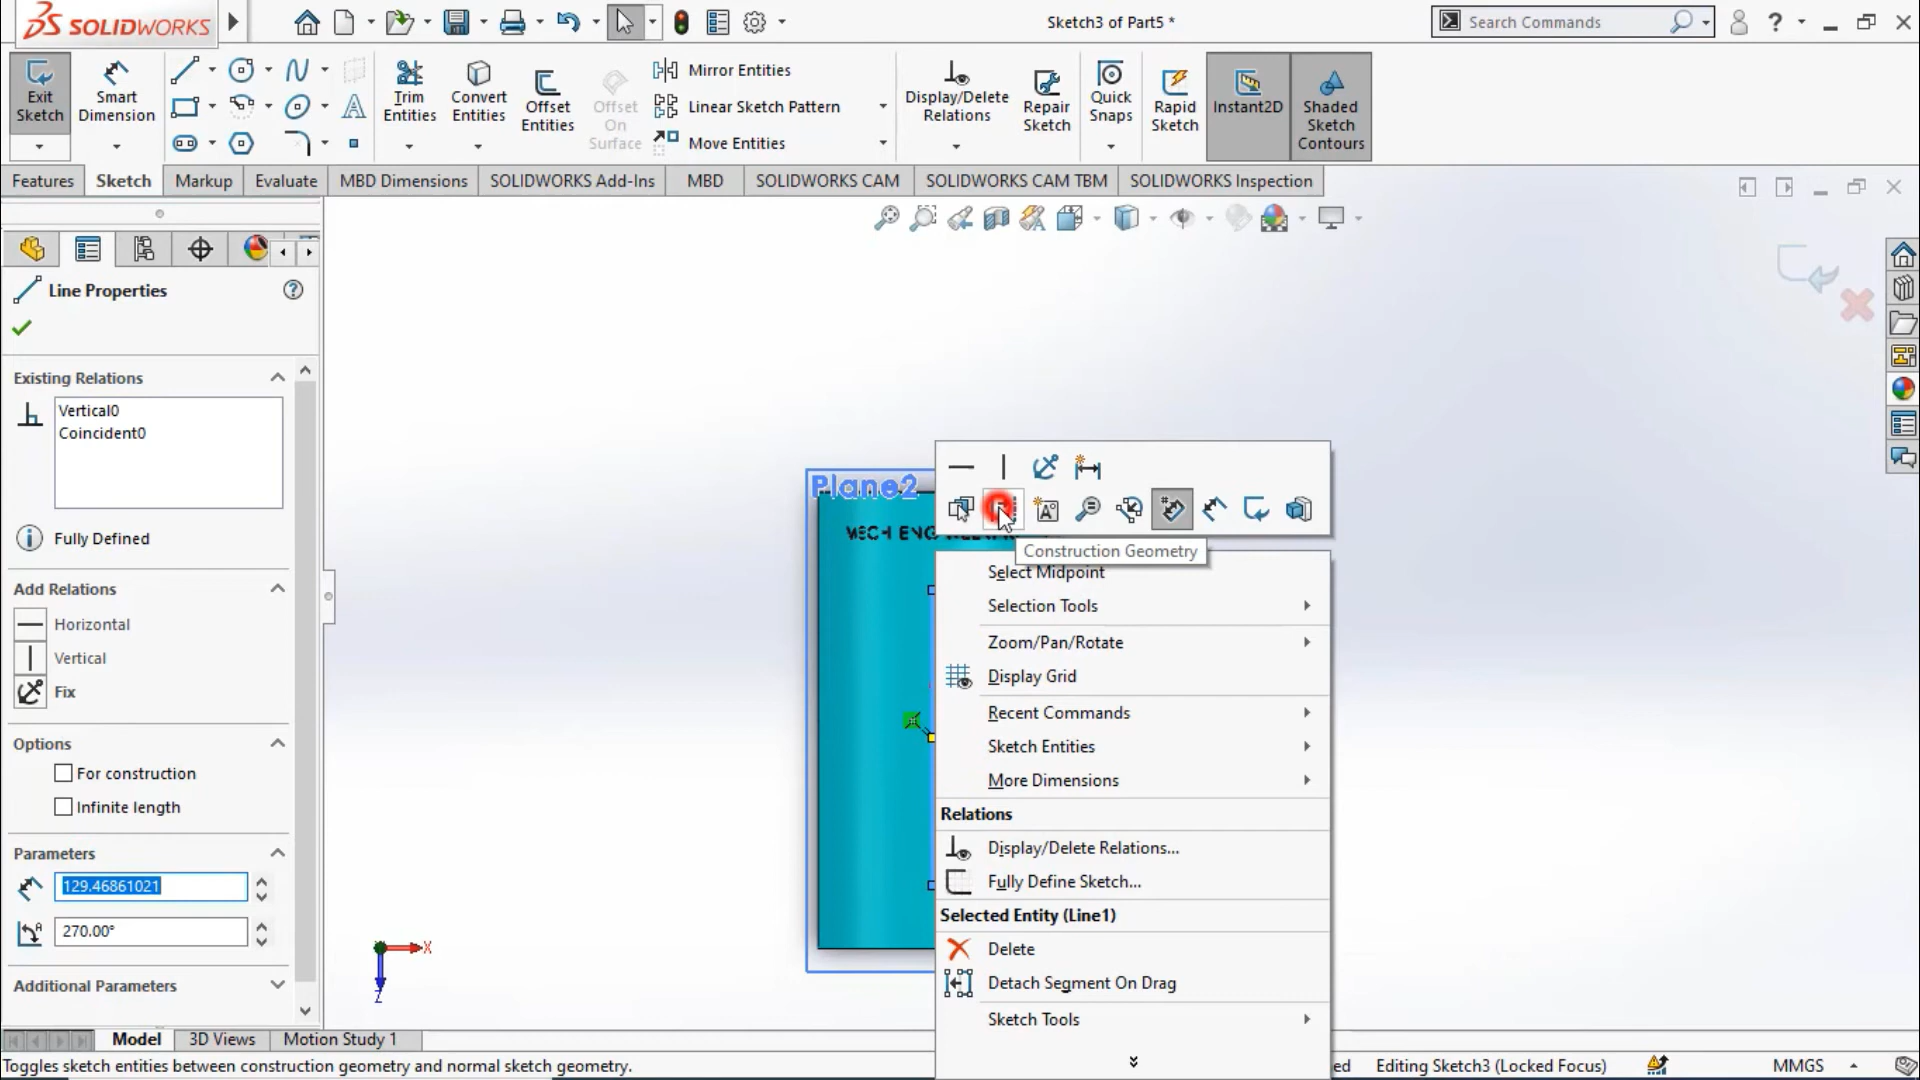 SOLIDWORKS
Sketch3 of Part5 *
Search Commands
Exit Sketch
Smart Dimension
Trim Entities
Convert Entities
Offset Entities
Offset On Surface
Mirror Entities
Linear Sketch Pattern
Move Entities
Display/Delete Relations
Repair Sketch
Quick Snaps
Rapid Sketch
Instant2D
Shaded Sketch Contours
Features
Sketch
Markup
Evaluate
MBD Dimensions
SOLIDWORKS Add-Ins
MBD
SOLIDWORKS CAM
SOLIDWORKS CAM TBM
SOLIDWORKS Inspection
Line Properties
Existing Relations
Vertical0
Coincident0
Fully Defined
Add Relations
Horizontal
Vertical
Fix
Options
For construction
Infinite length
Parameters
129.46861021
270.00°
Additional Parameters
Plane2
Construction Geometry
Select Midpoint
Selection Tools
Zoom/Pan/Rotate
Display Grid
Recent Commands
Sketch Entities
More Dimensions
Relations
Display/Delete Relations...
Fully Define Sketch...
Selected Entity (Line1)
Delete
Detach Segment On Drag
Sketch Tools
X
Z
Model
3D Views
Motion Study 1
Toggles sketch entities between construction geometry and normal sketch geometry.
ed
Editing Sketch3 (Locked Focus)
MMGS